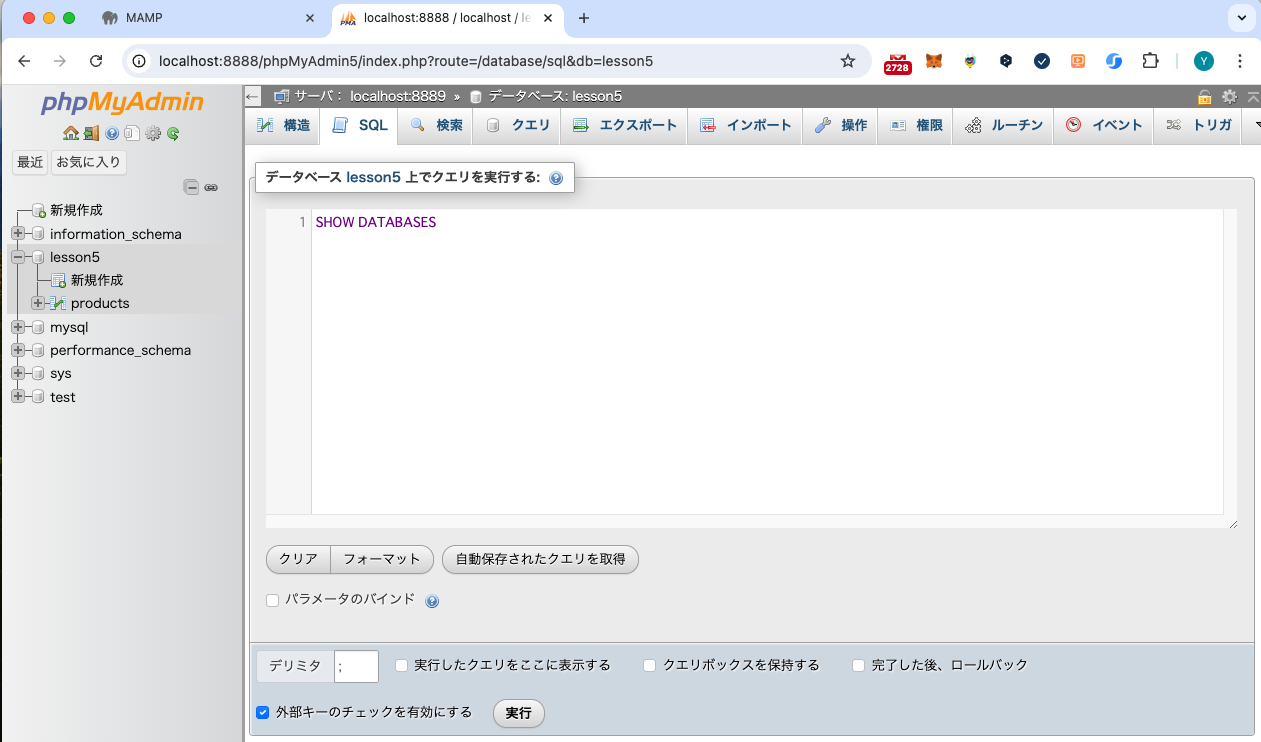 MAMP
localhost:8888 / localhost / le
localhost:8888/phpMyAdmin5/index.php?route=/database/sql&db=lesson5
2728
Y
phpMyAdmin
サーバ： localhost:8889 » データベース: lesson5
構造 SQL 検索 クエリ エクスポート インポート 操作 権限 ルーチン イベント トリガ
最近 お気に入り
新規作成
information_schema
lesson5
新規作成
products
mysql
performance_schema
sys
test
データベース lesson5 上でクエリを実行する:
1 SHOW DATABASES
クリア フォーマット 自動保存されたクエリを取得
パラメータのバインド
デリミタ ; 実行したクエリをここに表示する クエリボックスを保持する 完了した後、ロールバック
外部キーのチェックを有効にする 実行